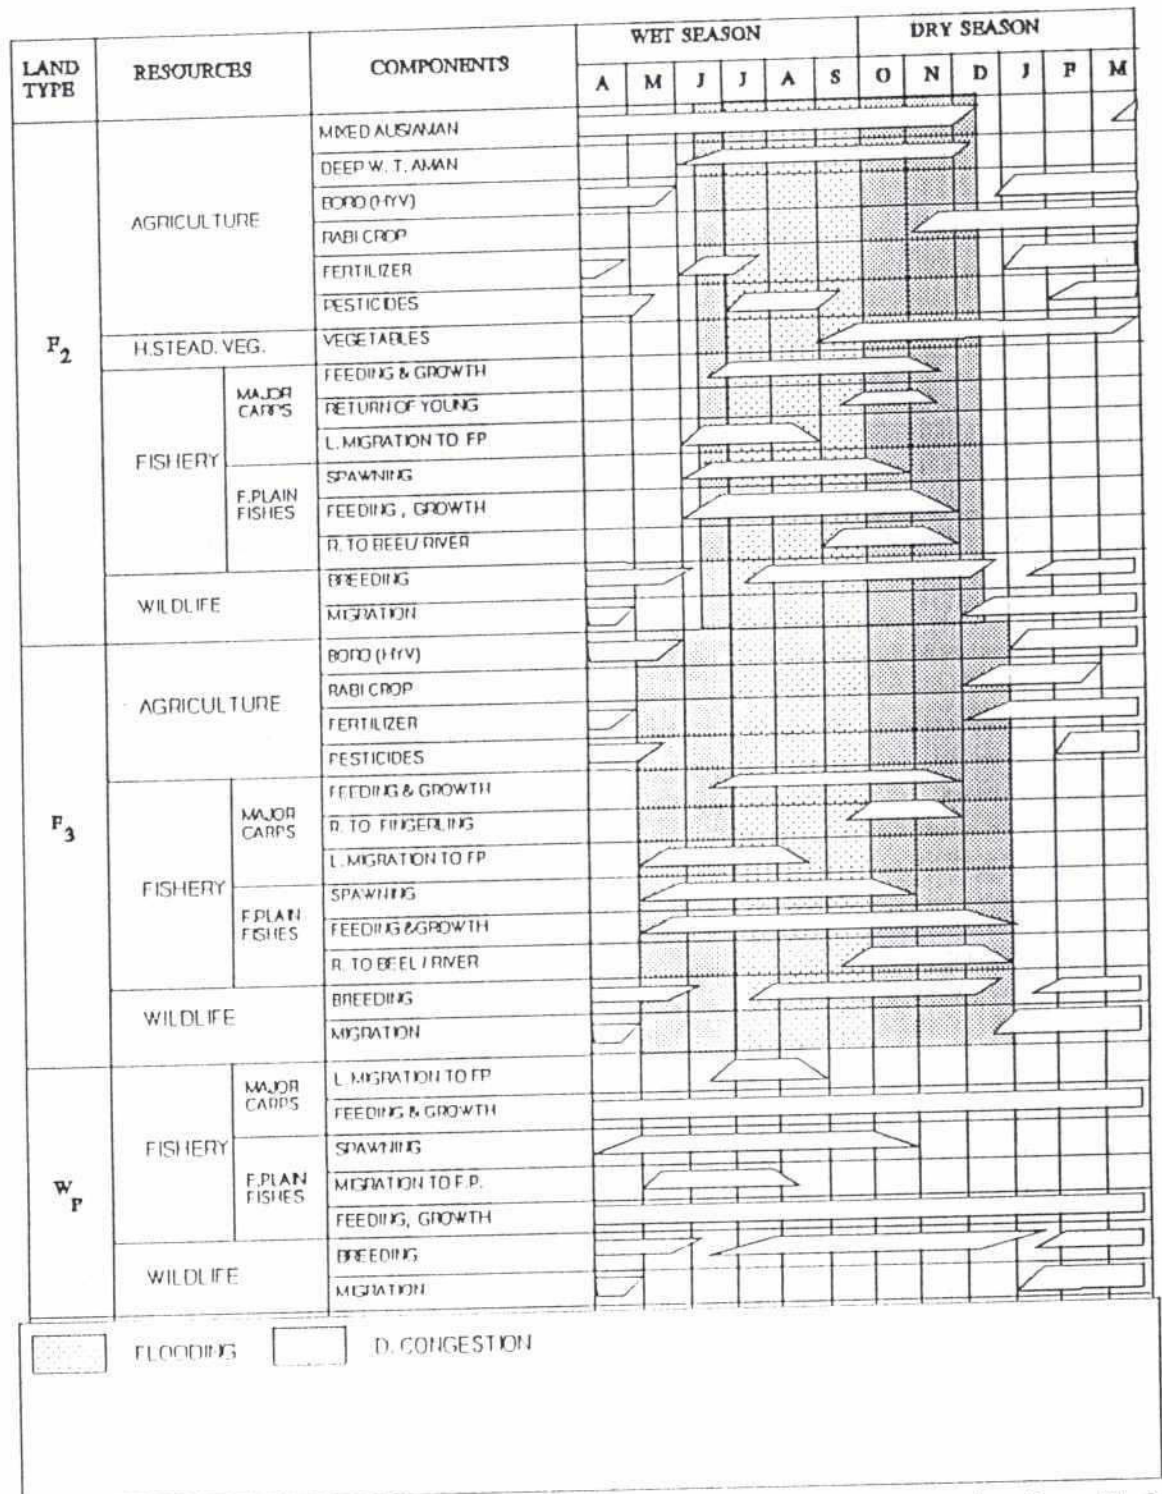 WET SEASON DRY SEASON
LAND TYPE RESOURCES COMPONENTS A M J J A S O N D J F M
F2
AGRICULTURE
MIXED AUS/AMAN
DEEP W. T. AMAN
BORO (HYV)
RABI CROP
FERTILIZER
PESTICIDES
H.STEAD. VEG. VEGETABLES
FISHERY
MAJOR CARPS
FEEDING & GROWTH
RETURN OF YOUNG
L. MIGRATION TO FP
F.PLAIN FISHES
SPAWNING
FEEDING , GROWTH
R. TO BEEL/ RIVER
WILDLIFE
BREEDING
MIGRATION
F3
AGRICULTURE
BORO (HYV)
RABI CROP
FERTILIZER
PESTICIDES
FISHERY
MAJOR CARPS
FEEDING & GROWTH
R. TO FINGERLING
L. MIGRATION TO FP
F.PLAIN FISHES
SPAWNING
FEEDING &GROWTH
R. TO BEEL / RIVER
WILDLIFE
BREEDING
MIGRATION
WP
FISHERY
MAJOR CARPS
L. MIGRATION TO FP
FEEDING & GROWTH
F.PLAIN FISHES
SPAWNING
MIGRATION TO F.P.
FEEDING, GROWTH
WILDLIFE
BREEDING
MIGRATION
FLOODING D. CONGESTION